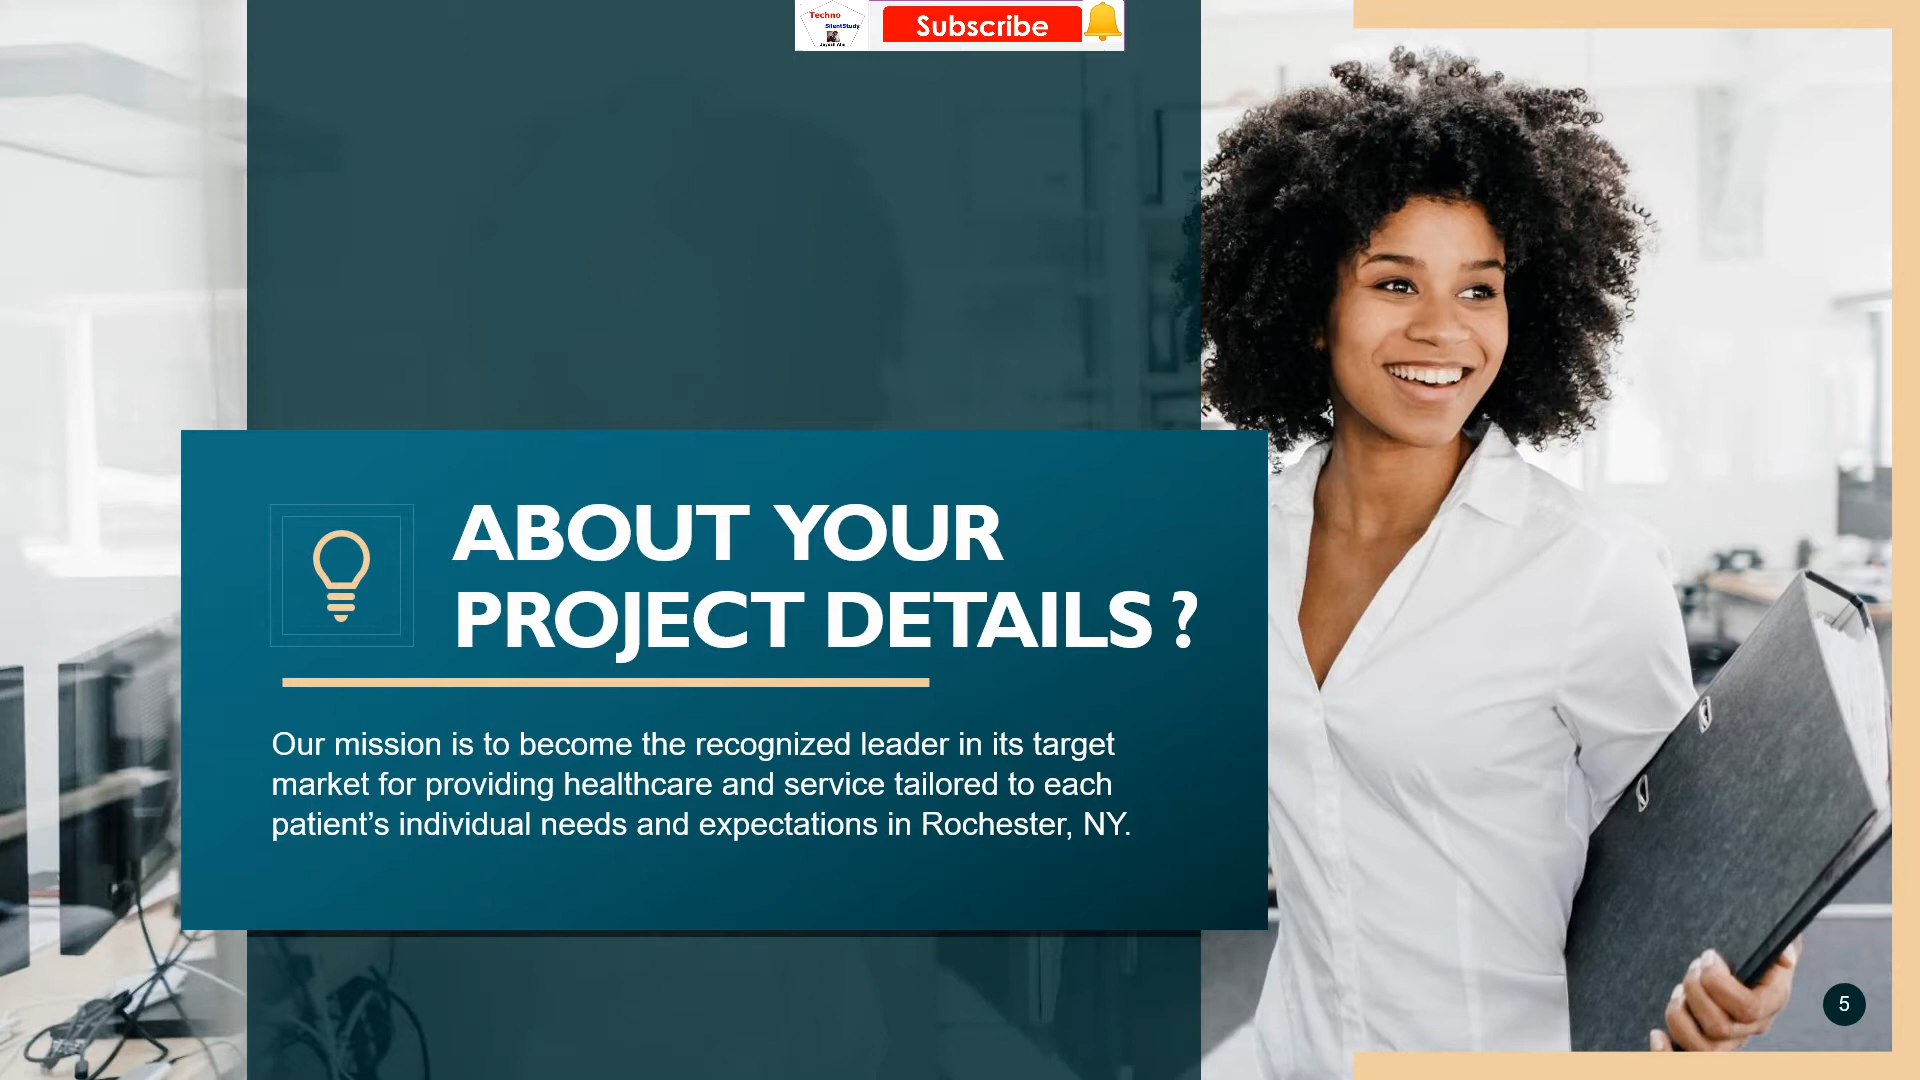 Techno
SilentStudy
Subscribe
ABOUT YOUR
PROJECT DETAILS ?
Our mission is to become the recognized leader in its target
market for providing healthcare and service tailored to each
patient’s individual needs and expectations in Rochester, NY.
5